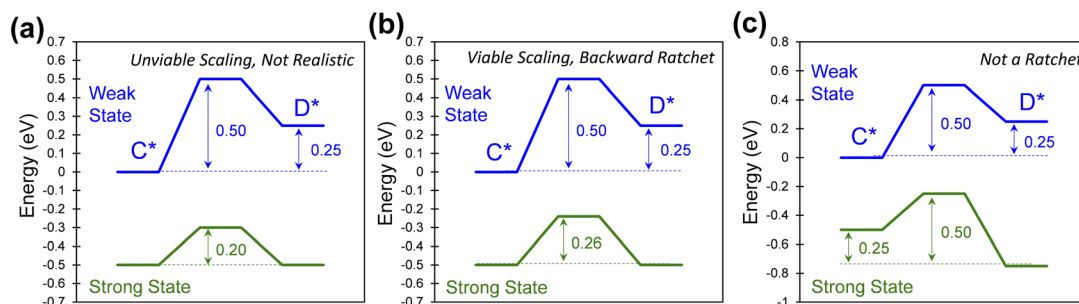 (a)
Unviable Scaling, Not Realistic
Energy (eV)
0.7
0.6
0.5
0.4
0.3
0.2
0.1
0
-0.1
-0.2
-0.3
-0.4
-0.5
-0.6
-0.7
Weak
State
C*
D*
0.50
0.25
0.20
Strong State
(b)
Viable Scaling, Backward Ratchet
Energy (eV)
0.7
0.6
0.5
0.4
0.3
0.2
0.1
0
-0.1
-0.2
-0.3
-0.4
-0.5
-0.6
-0.7
Weak
State
C*
D*
0.50
0.25
0.26
Strong State
(c)
Not a Ratchet
Energy (eV)
0.8
0.6
0.4
0.2
0
-0.2
-0.4
-0.6
-0.8
-1
Weak
State
C*
D*
0.50
0.25
0.25
0.50
Strong State